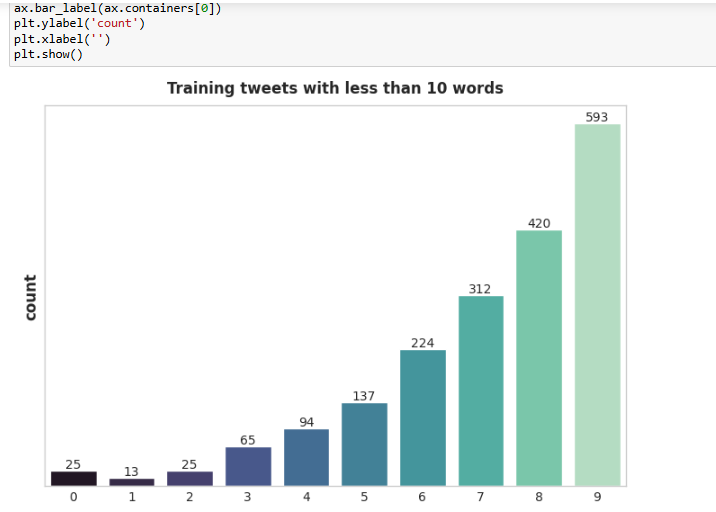 ax.bar_label(ax.containers[0])
plt.ylabel('count')
plt.xlabel('')
plt.show()
Training tweets with less than 10 words
593
420
312
224
137
94
65
25 13 25
count
0 1 2 3 4 5 6 7 8 9